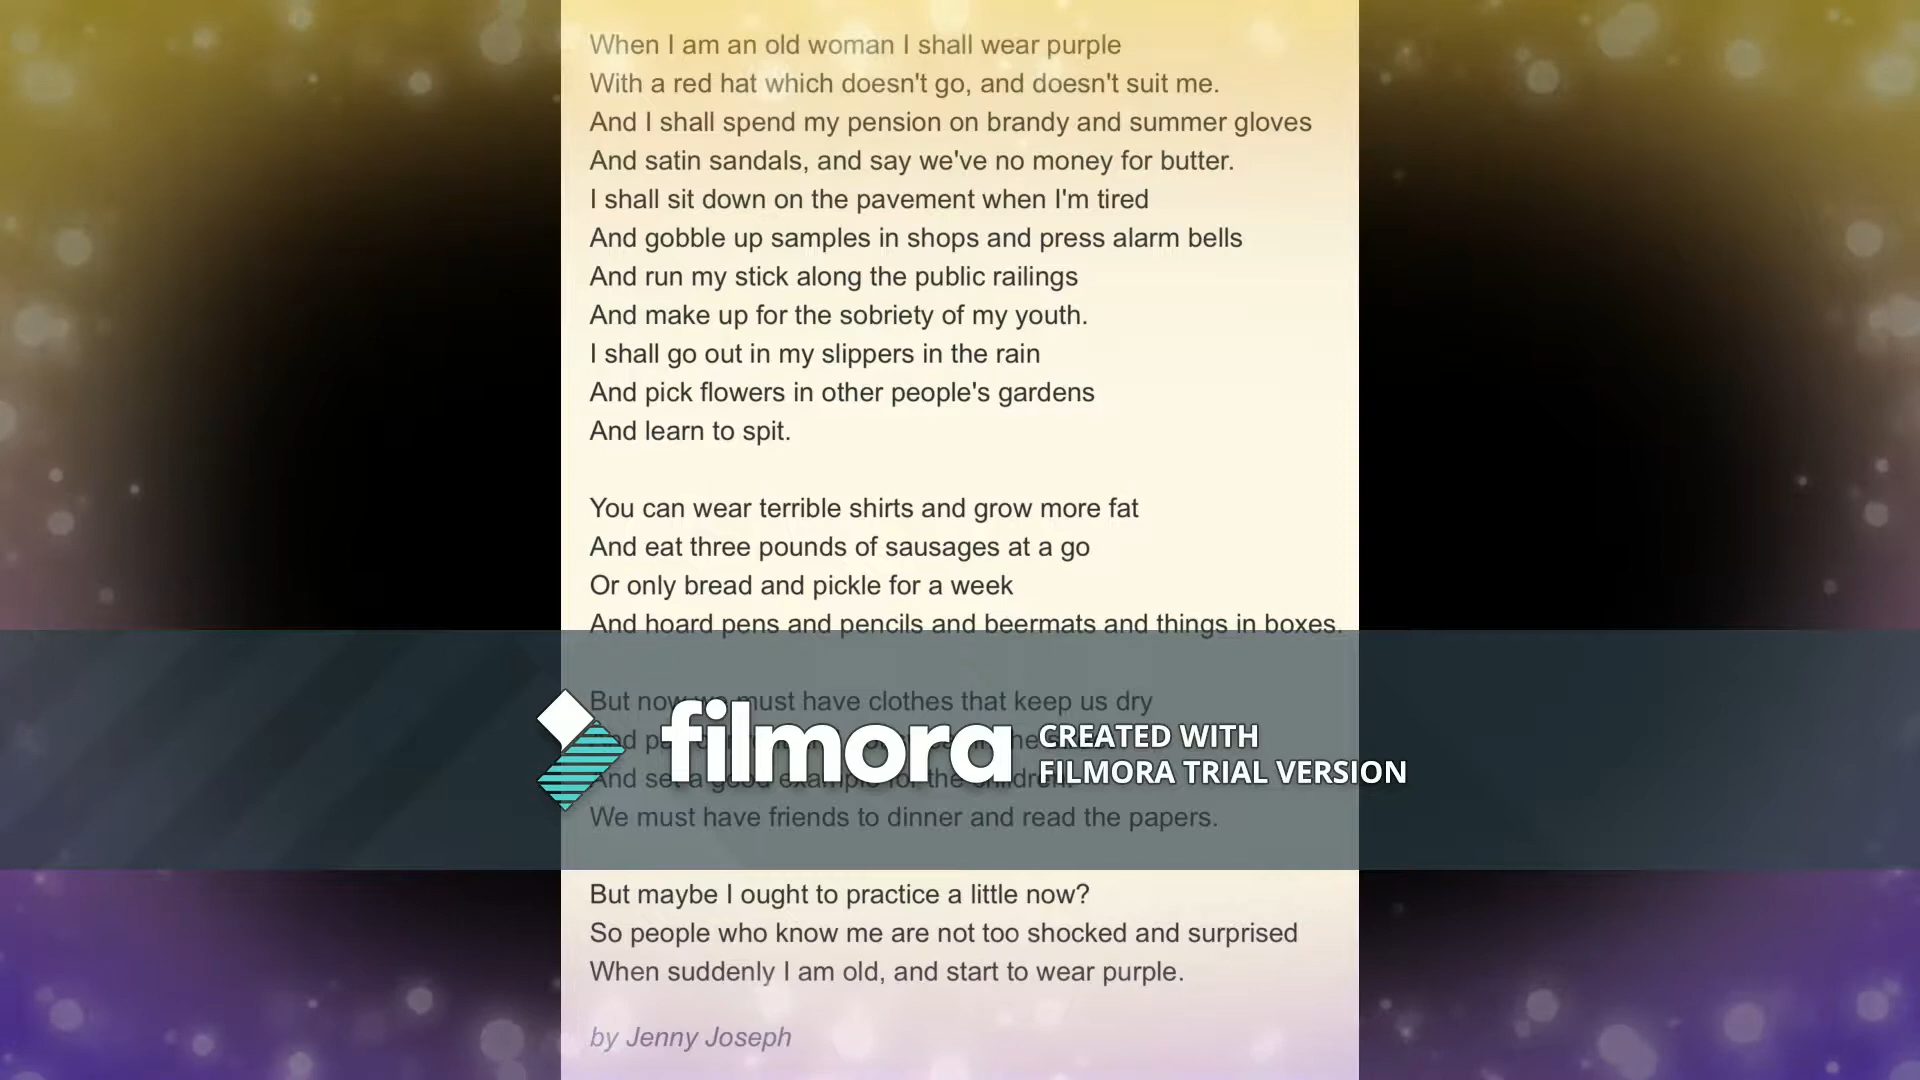 When I am an old woman I shall wear purple
With a red hat which doesn't go, and doesn't suit me.
And I shall spend my pension on brandy and summer gloves
And satin sandals, and say we've no money for butter.
I shall sit down on the pavement when I'm tired
And gobble up samples in shops and press alarm bells
And run my stick along the public railings
And make up for the sobriety of my youth.
I shall go out in my slippers in the rain
And pick flowers in other people's gardens
And learn to spit.
You can wear terrible shirts and grow more fat
And eat three pounds of sausages at a go
Or only bread and pickle for a week
And hoard pens and pencils and beermats and things in boxes.
But now we must have clothes that keep us dry
And set a good example for the children.
We must have friends to dinner and read the papers.
filmora
CREATED WITH
FILMORA TRIAL VERSION
But maybe I ought to practice a little now?
So people who know me are not too shocked and surprised
When suddenly I am old, and start to wear purple.
by Jenny Joseph